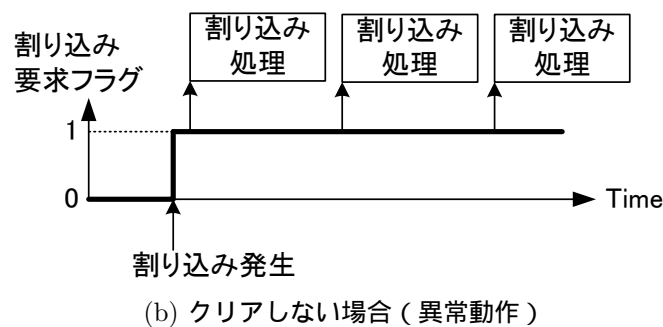 割り込み
要求フラグ
割り込み
処理
割り込み
処理
割り込み
処理
1
0
Time
割り込み発生
(b) クリアしない場合 ( 異常動作 )